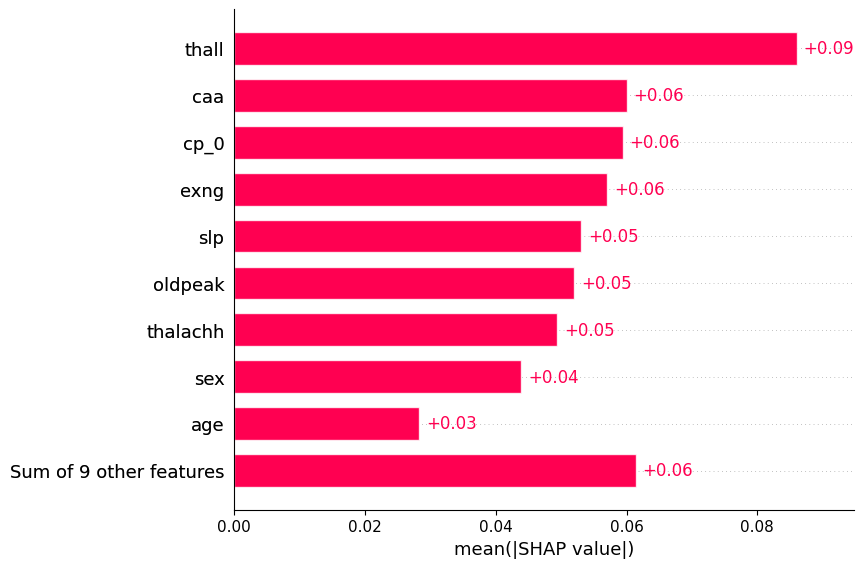 thall +0.09
caa +0.06
cp_0 +0.06
exng +0.06
slp +0.05
oldpeak +0.05
thalachh +0.05
sex +0.04
age +0.03
Sum of 9 other features +0.06
0.00 0.02 0.04 0.06 0.08
mean(|SHAP value|)